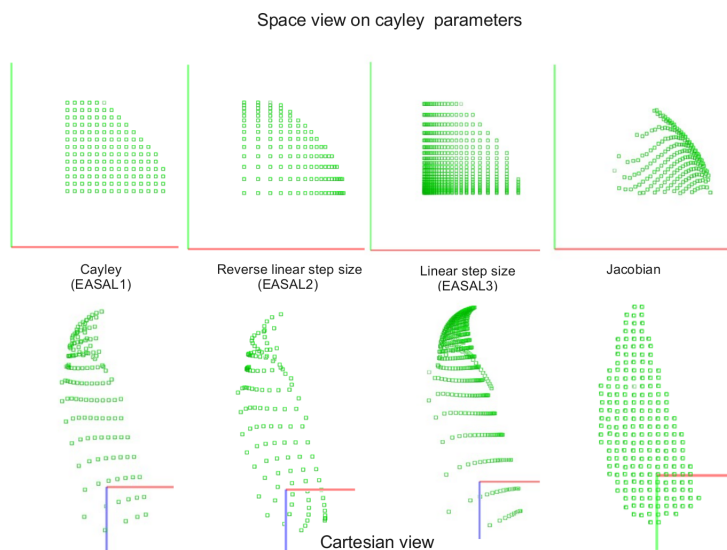 Space view on cayley parameters
Cayley
(EASAL1)
Reverse linear step size
(EASAL2)
Linear step size
(EASAL3)
Jacobian
Cartesian view